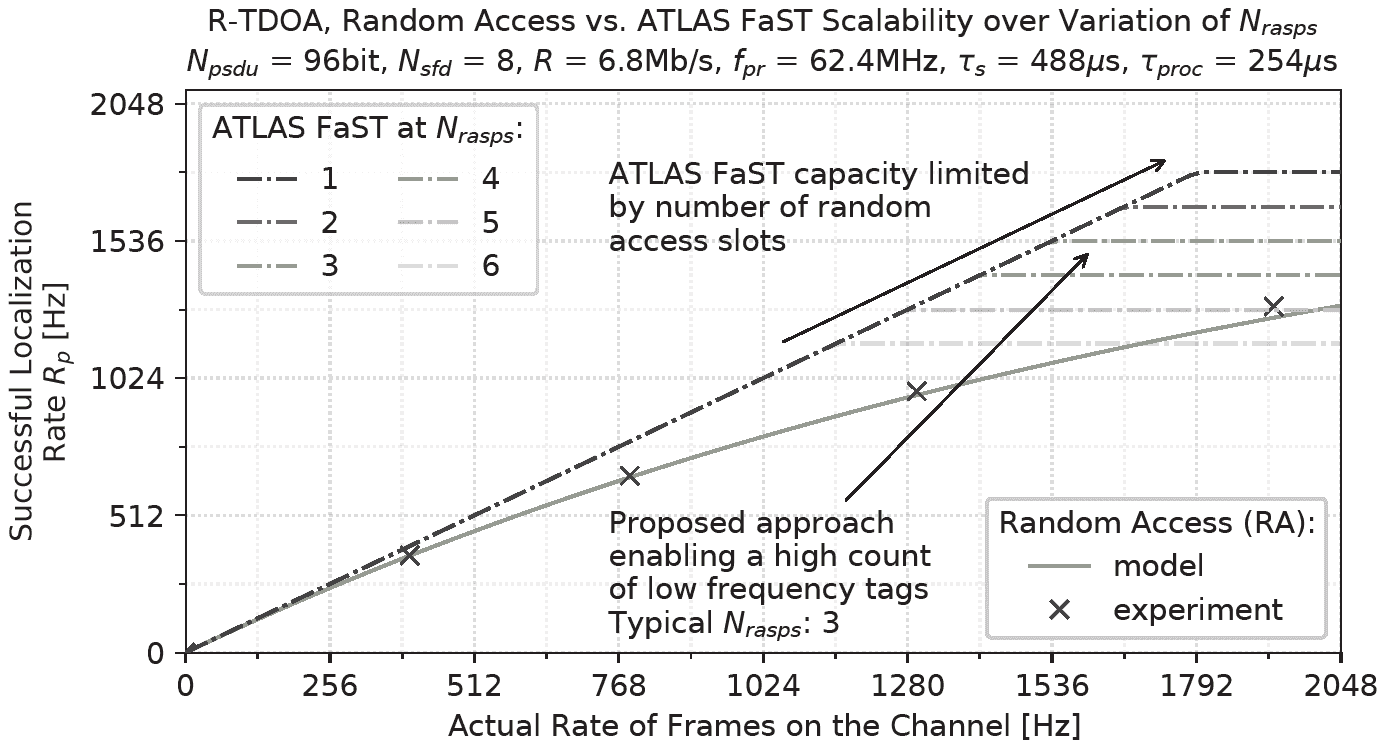 R-TDOA, Random Access vs. ATLAS FaST Scalability over Variation of N_rasps
N_psdu = 96bit, N_sfd = 8, R = 6.8Mb/s, f_pr = 62.4MHz, τ_s = 488μs, τ_proc = 254μs
Successful Localization
Rate R_p [Hz]
2048
1536
1024
512
0
ATLAS FaST at N_rasps:
1 4
2 5
3 6
ATLAS FaST capacity limited
by number of random
access slots
Proposed approach
enabling a high count
of low frequency tags
Typical N_rasps: 3
Random Access (RA):
model
experiment
0 256 512 768 1024 1280 1536 1792 2048
Actual Rate of Frames on the Channel [Hz]